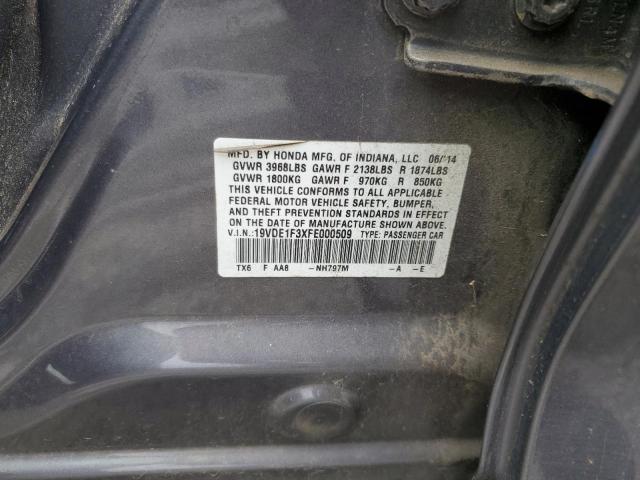 MFD. BY HONDA MFG. OF INDIANA, LLC 06/14
GVWR 3968LBS GAWR F 2138LBS R 1874LBS
GVWR 1800KG GAWR F 970KG R 850KG
THIS VEHICLE CONFORMS TO ALL APPLICABLE
FEDERAL MOTOR VEHICLE SAFETY, BUMPER,
AND THEFT PREVENTION STANDARDS IN EFFECT
ON THE DATE OF MANUFACTURE SHOWN ABOVE.
V.I.N.:19VDE1F3XFE000509 TYPE: PASSENGER CAR
TX6 F AA8 -NH797M -A -E